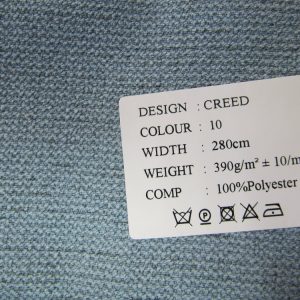 DESIGN : CREED
COLOUR : 10
WIDTH : 280cm
WEIGHT : 390g/m² ± 10/m
COMP : 100%Polyester